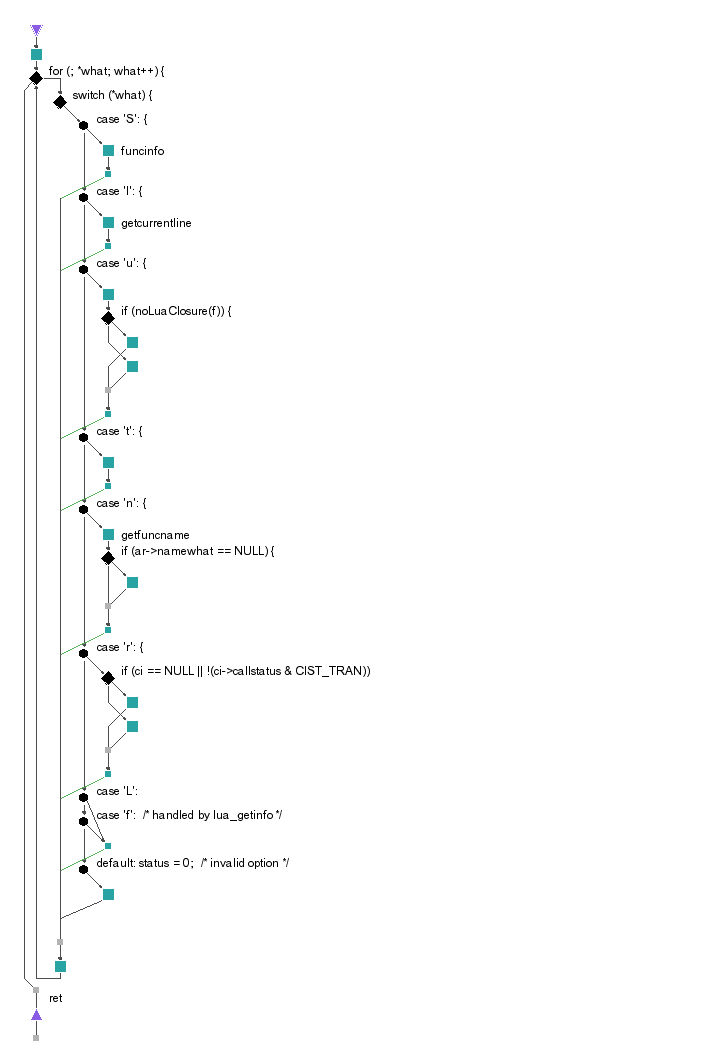 for (; *what; what++) {
switch (*what) {
case 'S': {
funcinfo
case 'l': {
getcurrentline
case 'u': {
if (noLuaClosure(f)) {
case 't': {
case 'n': {
getfuncname
if (ar->namewhat == NULL) {
case 'r': {
if (ci == NULL || !(ci->callstatus & CIST_TRAN))
case 'L':
case 'f':  /* handled by lua_getinfo */
default: status = 0;  /* invalid option */
ret